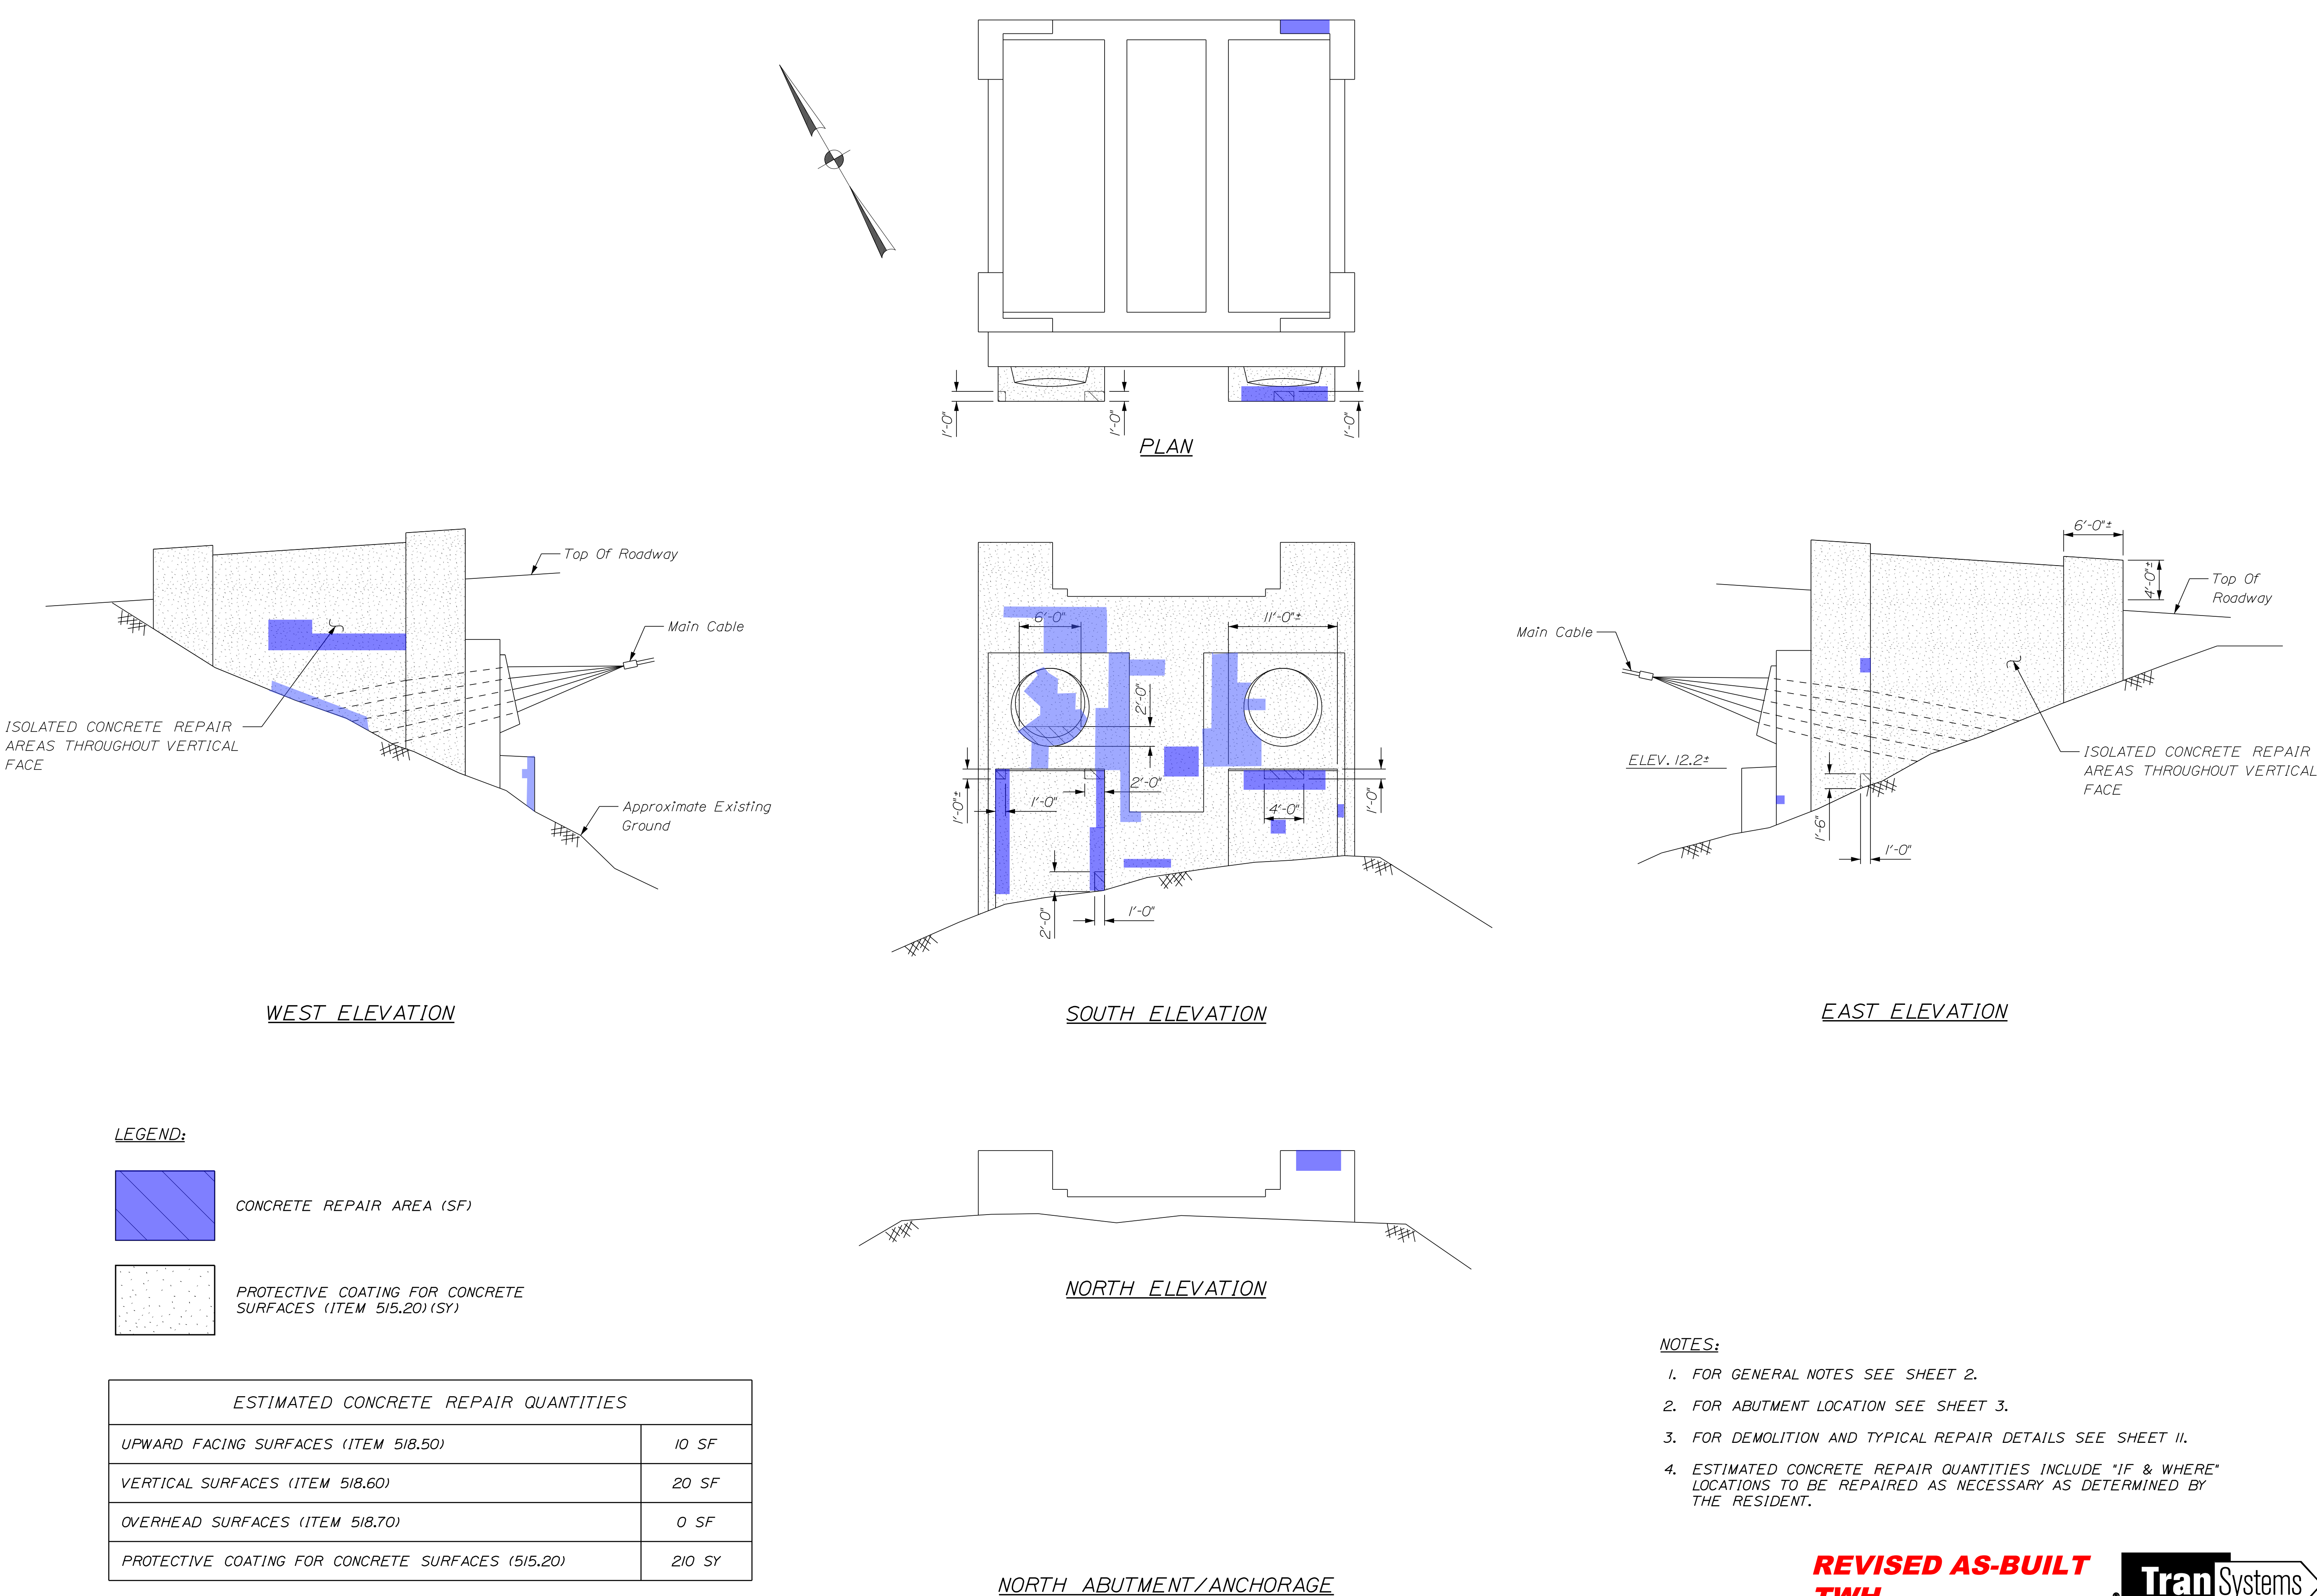 1'-0"
1'-0"
1'-0"
PLAN
Top Of Roadway
Main Cable
ISOLATED CONCRETE REPAIR
AREAS THROUGHOUT VERTICAL
FACE
Approximate Existing
Ground
WEST ELEVATION
6'-0"
11'-0"±
2'-0"
2'-0"
1'-0"±
1'-0"
4'-0"
1'-0"
2'-0"
1'-0"
SOUTH ELEVATION
6'-0"±
4'-0"±
Top Of
Roadway
Main Cable
ELEV. 12.2±
ISOLATED CONCRETE REPAIR
AREAS THROUGHOUT VERTICAL
FACE
1'-6"
1'-0"
EAST ELEVATION
NORTH ELEVATION
LEGEND:
CONCRETE REPAIR AREA (SF)
PROTECTIVE COATING FOR CONCRETE
SURFACES (ITEM 515.20)(SY)
ESTIMATED CONCRETE REPAIR QUANTITIES
UPWARD FACING SURFACES (ITEM 518.50) 10 SF
VERTICAL SURFACES (ITEM 518.60) 20 SF
OVERHEAD SURFACES (ITEM 518.70) 0 SF
PROTECTIVE COATING FOR CONCRETE SURFACES (515.20) 210 SY
NOTES:
1. FOR GENERAL NOTES SEE SHEET 2.
2. FOR ABUTMENT LOCATION SEE SHEET 3.
3. FOR DEMOLITION AND TYPICAL REPAIR DETAILS SEE SHEET 11.
4. ESTIMATED CONCRETE REPAIR QUANTITIES INCLUDE "IF & WHERE"
LOCATIONS TO BE REPAIRED AS NECESSARY AS DETERMINED BY
THE RESIDENT.
NORTH ABUTMENT/ANCHORAGE
REVISED AS-BUILT
TWH
TranSystems